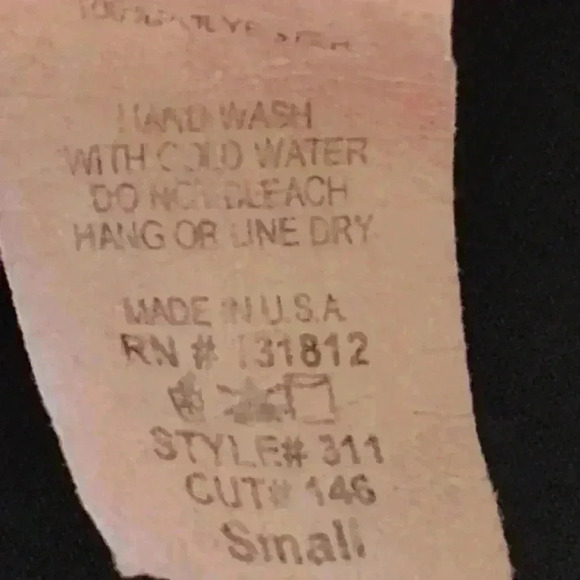 HAND WASH
WITH COLD WATER
DO NOT BLEACH
HANG OR LINE DRY
MADE IN U.S.A.
RN # 131812
STYLE# 311
CUT# 146
Small